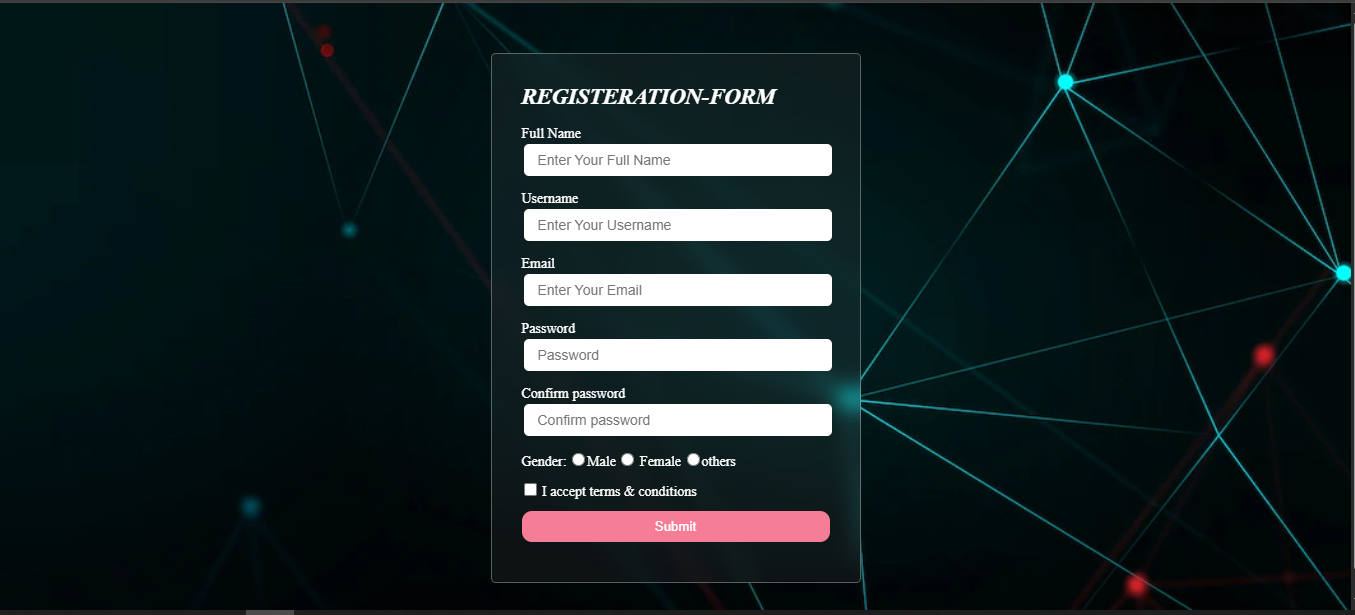 REGISTERATION-FORM
Full Name
Enter Your Full Name
Username
Enter Your Username
Email
Enter Your Email
Password
Password
Confirm password
Confirm password
Gender: Male Female others
I accept terms & conditions
Submit